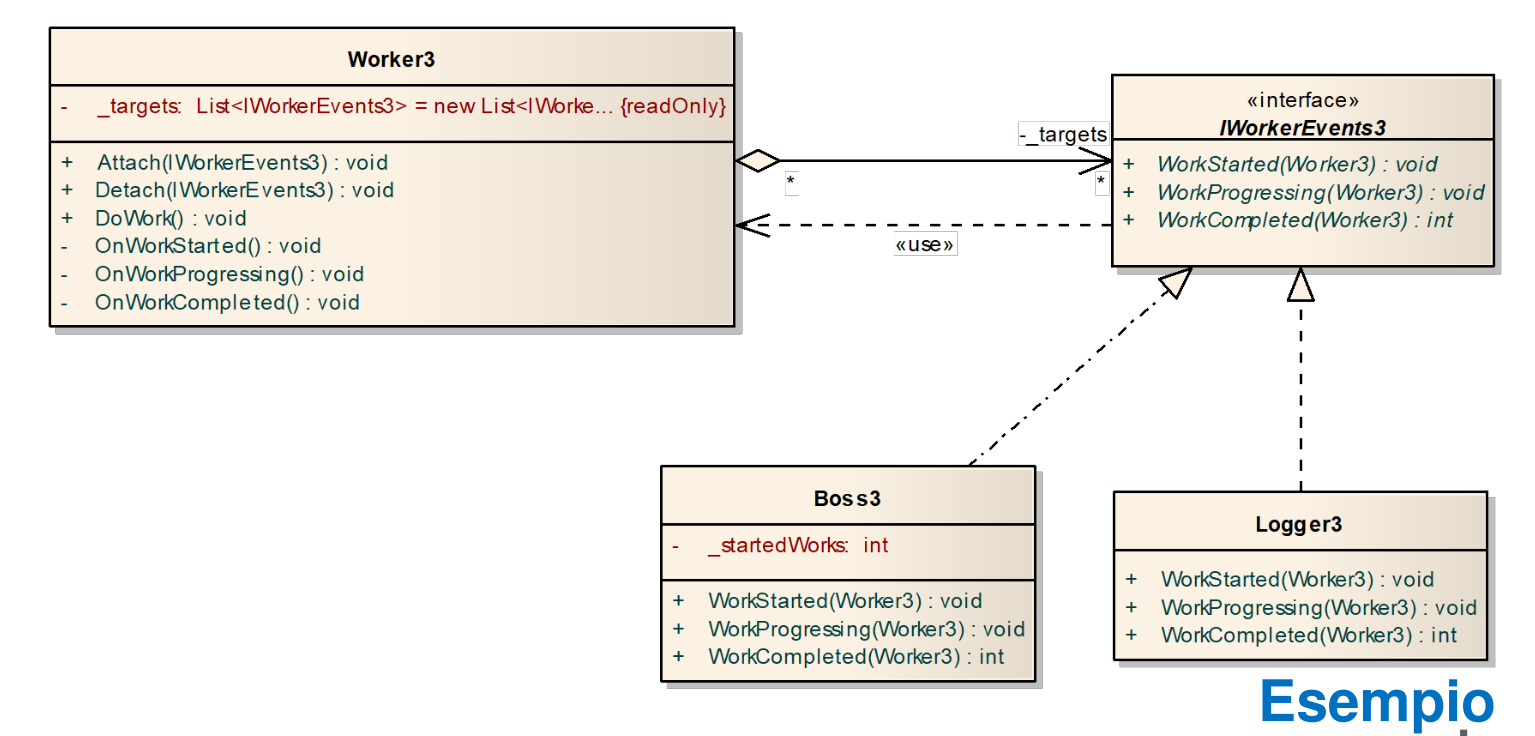 Worker3
- _targets: List<IWorkerEvents3> = new List<IWorke... {readOnly}
+ Attach(IWorkerEvents3) : void
+ Detach(IWorkerEvents3) : void
+ DoWork() : void
- OnWorkStarted() : void
- OnWorkProgressing() : void
- OnWorkCompleted() : void
-_targets
*
*
«use»
«interface»
IWorkerEvents3
+ WorkStarted(Worker3) : void
+ WorkProgressing(Worker3) : void
+ WorkCompleted(Worker3) : int
Boss3
- _startedWorks: int
+ WorkStarted(Worker3) : void
+ WorkProgressing(Worker3) : void
+ WorkCompleted(Worker3) : int
Logger3
+ WorkStarted(Worker3) : void
+ WorkProgressing(Worker3) : void
+ WorkCompleted(Worker3) : int
Esempio